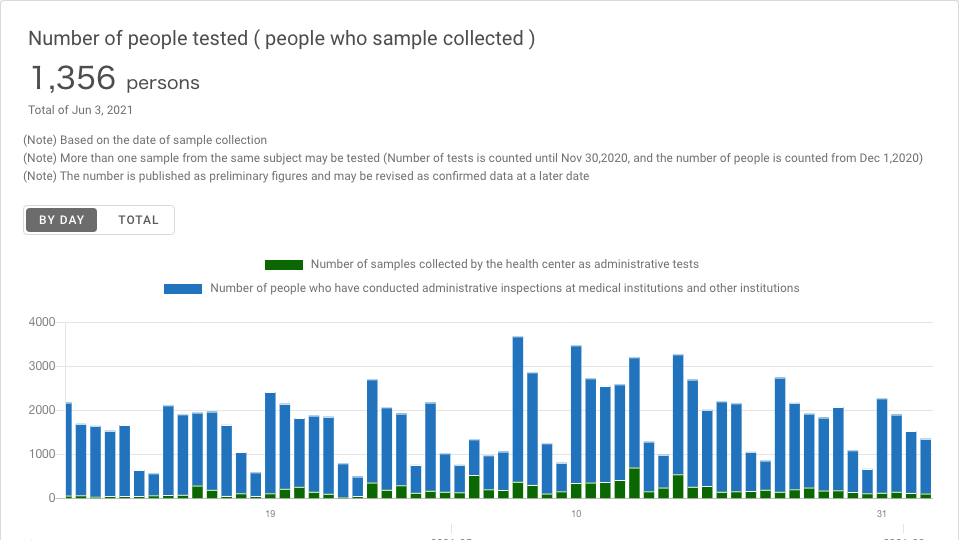 Number of people tested ( people who sample collected )
1,356 persons
Total of Jun 3, 2021
(Note) Based on the date of sample collection
(Note) More than one sample from the same subject may be tested (Number of tests is counted until Nov 30,2020, and the number of people is counted from Dec 1,2020)
(Note) The number is published as preliminary figures and may be revised as confirmed data at a later date
BY DAY TOTAL
Number of samples collected by the health center as administrative tests
Number of people who have conducted administrative inspections at medical institutions and other institutions
4000
3000
2000
1000
0
19 10 31